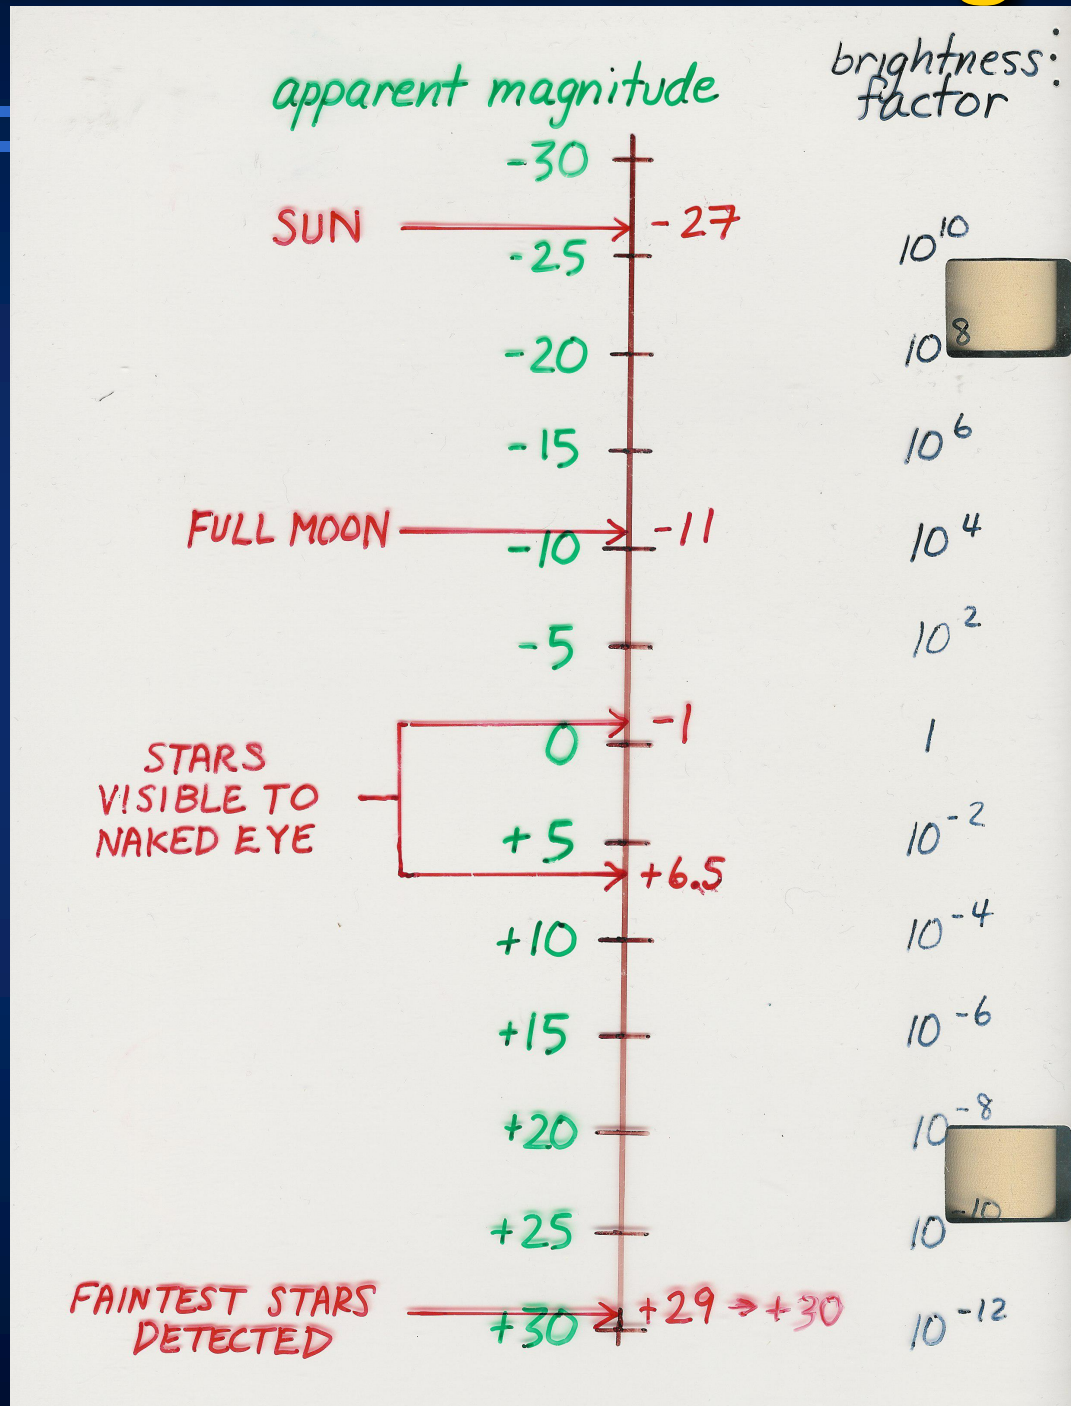 apparent magnitude
brightness:
factor
-30
SUN → -27
10^10
-25
-20
10^8
-15
10^6
FULL MOON → -11
-10
10^4
-5
10^2
-1
0
1
STARS
VISIBLE TO
NAKED EYE
+5
10^-2
+6.5
+10
10^-4
+15
10^-6
+20
10^-8
+25
10^-10
FAINTEST STARS
DETECTED
+29 → +30
+30
10^-12